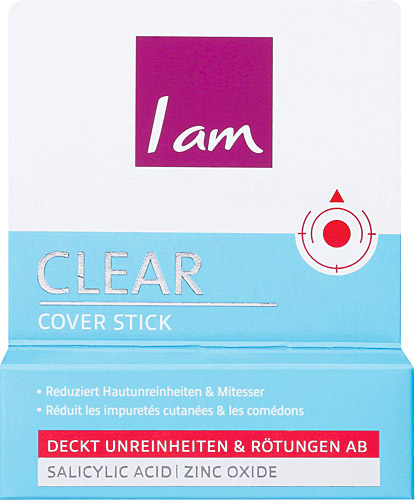 I am
CLEAR
COVER STICK
• Reduziert Hautunreinheiten & Mitesser
• Réduit les impuretés cutanées & les comédons
DECKT UNREINHEITEN & RÖTUNGEN AB
SALICYLIC ACID | ZINC OXIDE